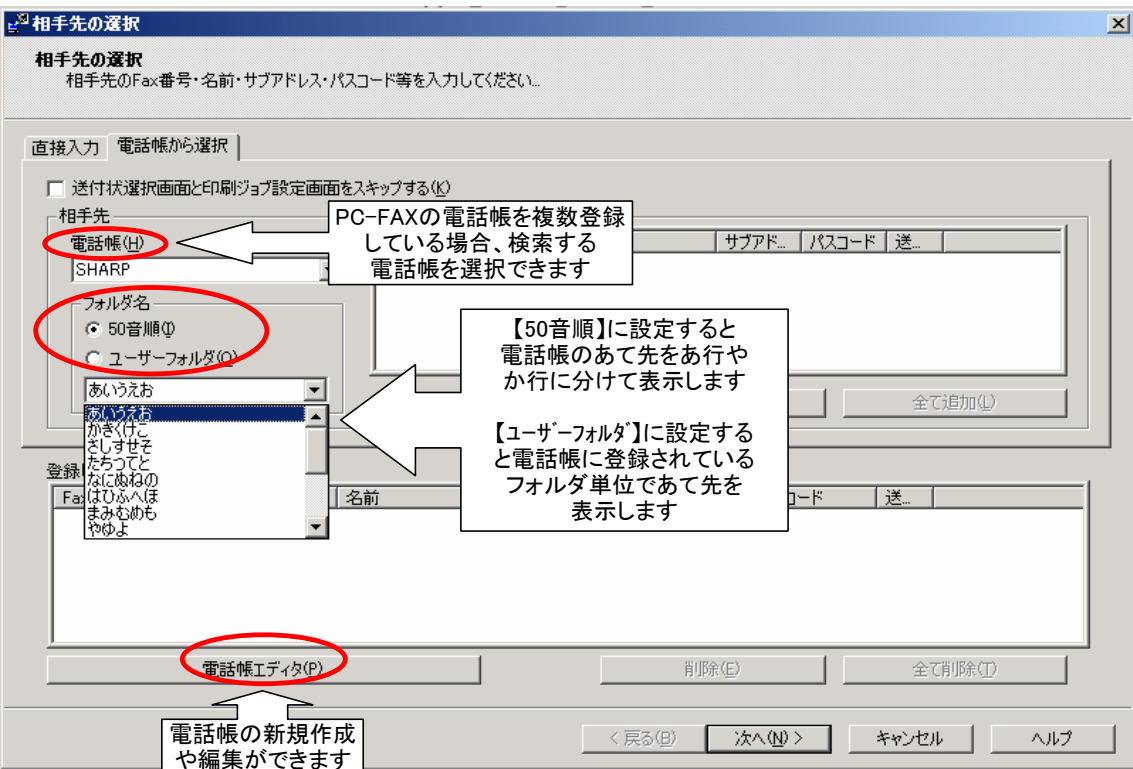 相手先の選択
相手先の選択
相手先のFax番号・名前・サブアドレス・パスコード等を入力してください...
直接入力 電話帳から選択
送付状選択画面と印刷ジョブ設定画面をスキップする(K)
相手先
電話帳(H)
SHARP
PC-FAXの電話帳を複数登録
している場合、検索する
電話帳を選択できます
サブアド... パスコード 送...
フォルダ名
50音順(I)
ユーザーフォルダ(O)
あいうえお
あいうえお
かきくけこ
さしすせそ
たちつてと
なにぬねの
はひふへほ
まみむめも
やゆよ
【50音順】に設定すると
電話帳のあて先をあ行や
か行に分けて表示します
【ユーザーフォルダ】に設定する
と電話帳に登録されている
フォルダ単位であて先を
表示します
全て追加(L)
登録
Fax 名前 コード 送...
電話帳エディタ(P) 削除(E) 全て削除(T)
電話帳の新規作成
や編集ができます
< 戻る(B) 次へ(N) > キャンセル ヘルプ